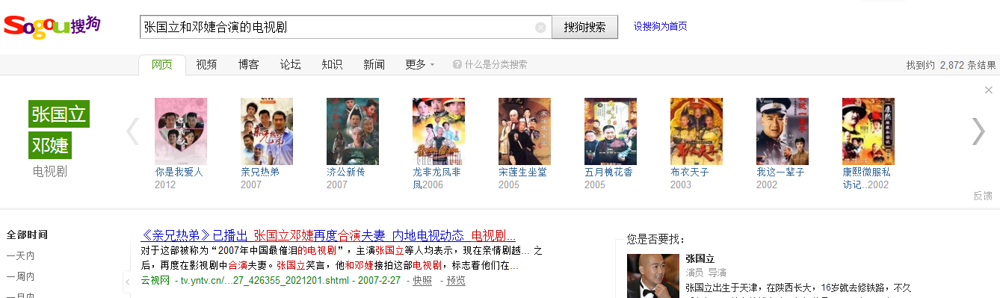 Sogou搜狗
张国立和邓婕合演的电视剧
搜狗搜索
设搜狗为首页
网页 视频 博客 论坛 知识 新闻 更多 什么是分类搜索
找到约 2,872 条结果
张国立
邓婕
电视剧
你是我爱人
2012
亲兄热弟
2007
济公新传
2007
龙非龙凤非
凤2006
宋莲生坐堂
2005
五月槐花香
2005
布衣天子
2003
我这一辈子
2002
康熙微服私
访记..2002
反馈
全部时间
一天内
一周内
一月内
《亲兄热弟》已播出 张国立邓婕再度合演夫妻 内地电视动态 电视剧...
对于这部被称为“2007年中国最催泪的电视剧”，主演张国立等人均表示，现在亲情剧越... 之
后，再度在影视剧中合演夫妻。张国立笑言，他和邓婕接拍这部电视剧，标志着他们在...
云视网 - tv.yntv.cn/...27_426355_2021201.shtml - 2007-2-27 - 快照 - 预览
您是否要找：
张国立
演员 导演
张国立出生于天津，在陕西长大，16岁就去修铁路，不久